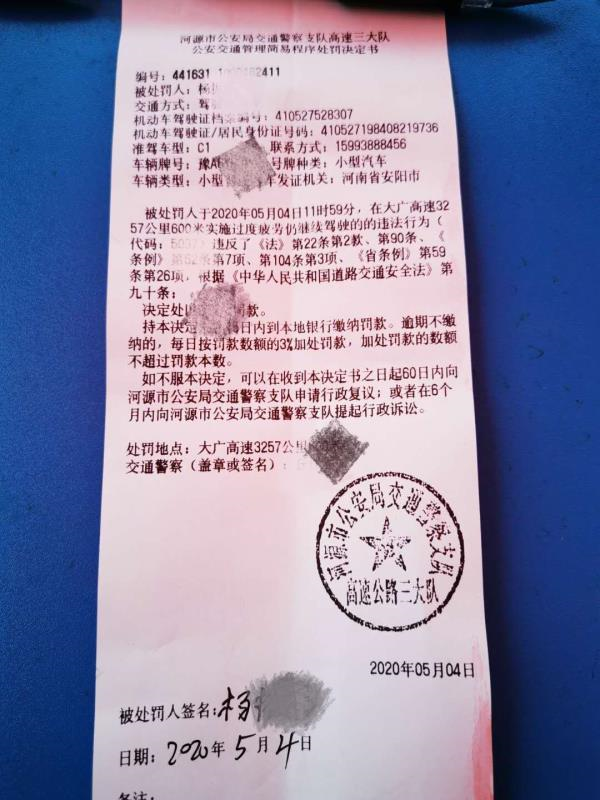 河源市公安局交通警察支队高速三大队
公安交通管理简易程序处罚决定书
编号: 441631 2411
被处罚人: 杨
交通方式: 驾
机动车驾驶证档案编号: 410527528307
机动车驾驶证/居民身份证号码: 410527198408219736
准驾车型: C1 联系方式: 15993888456
车辆牌号: 豫A 号牌种类: 小型汽车
车辆类型: 小型 车发证机关: 河南省安阳市
被处罚人于2020年05月04日11时59分, 在大广高速32
57公里600米实施过度疲劳仍继续驾驶的的违法行为(
代码: ) 违反了《法》第22条第2款、第90条、《
条例》第62条第7项、第104条第3项、《省条例》第59
条第26项, 根据《中华人民共和国道路交通安全法》第
九十条:
决定处以 罚款。
持本决定 日内到本地银行缴纳罚款。逾期不缴
纳的, 每日按罚款数额的3%加处罚款, 加处罚款的数额
不超过罚款本数。
如不服本决定, 可以在收到本决定书之日起60日内向
河源市公安局交通警察支队申请行政复议; 或者在6个
月内向河源市公安局交通警察支队提起行政诉讼。
处罚地点: 大广高速3257公里
交通警察 (盖章或签名):
河源市公安局交通警察支队
高速公路三大队
2020年05月04日
被处罚人签名: 杨
日期: 2020年5月4日
备注: